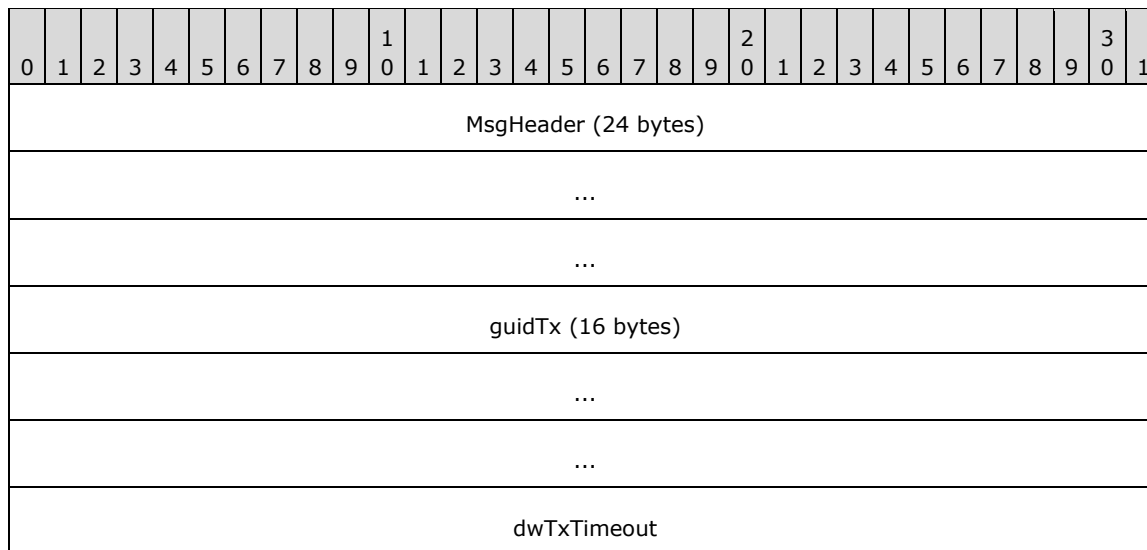 1 2 3
0 1 2 3 4 5 6 7 8 9 0 1 2 3 4 5 6 7 8 9 0 1 2 3 4 5 6 7 8 9 0 1
MsgHeader (24 bytes)
...
...
guidTx (16 bytes)
...
...
dwTxTimeout